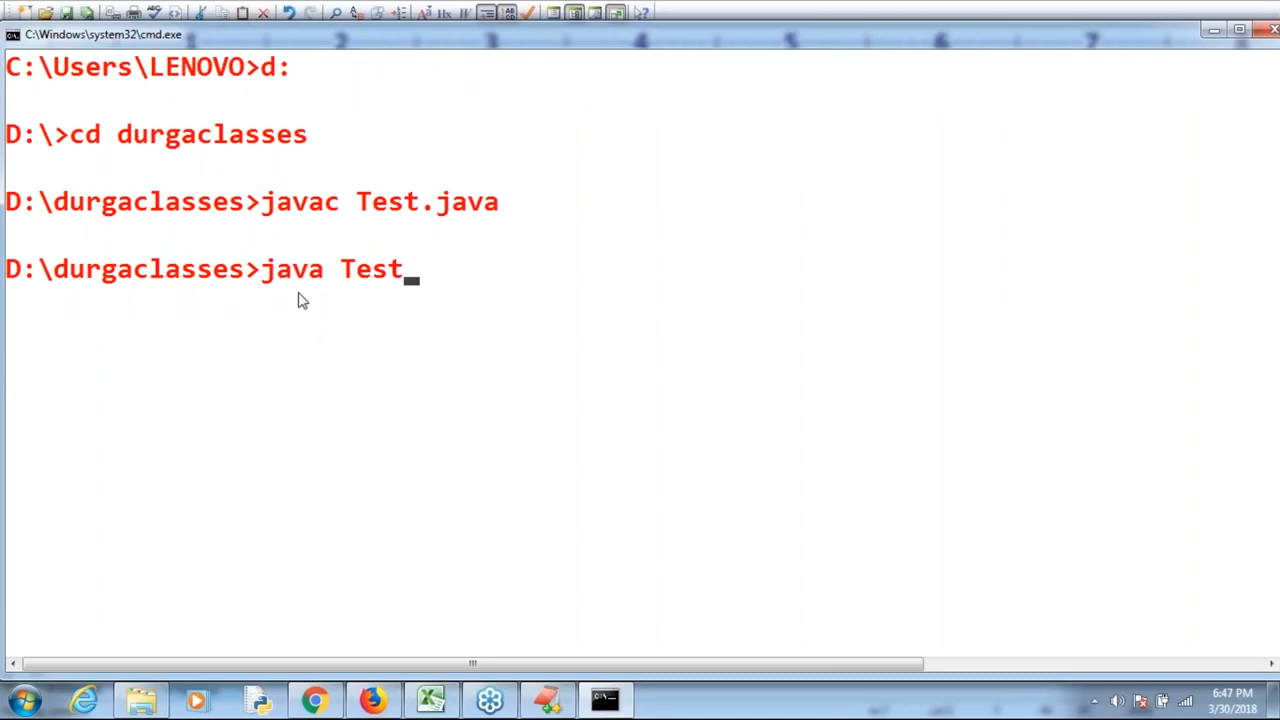 C:\Windows\system32\cmd.exe
C:\Users\LENOVO>d:
D:\>cd durgaclasses
D:\durgaclasses>javac Test.java
D:\durgaclasses>java Test
6:47 PM
3/30/2018